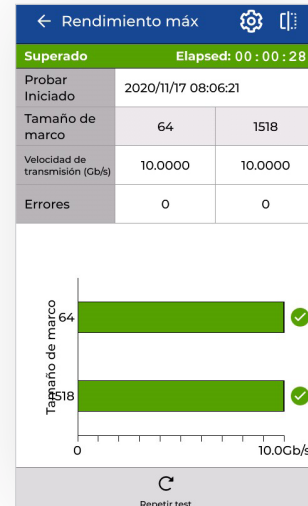 ← Rendimiento máx
Superado Elapsed: 00:00:28
Probar Iniciado 2020/11/17 08:06:21
Tamaño de marco 64 1518
Velocidad de transmisión (Gb/s) 10.0000 10.0000
Errores 0 0
Tamaño de marco
64
1518
0 10.0Gb/s
Repetir test